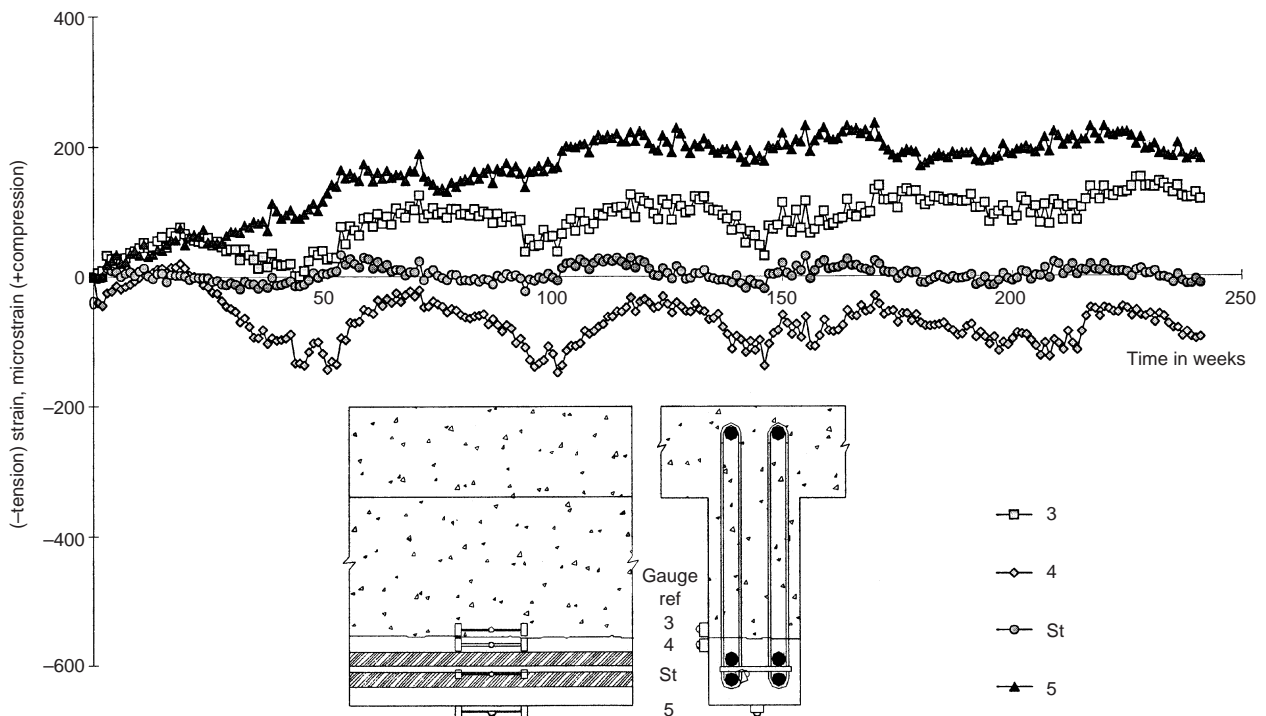 (–tension) strain, microstrain (+compression)
400
200
0
–200
–400
–600
50
100
150
200
250
Time in weeks
Gauge
ref
3
4
St
5
3
4
St
5